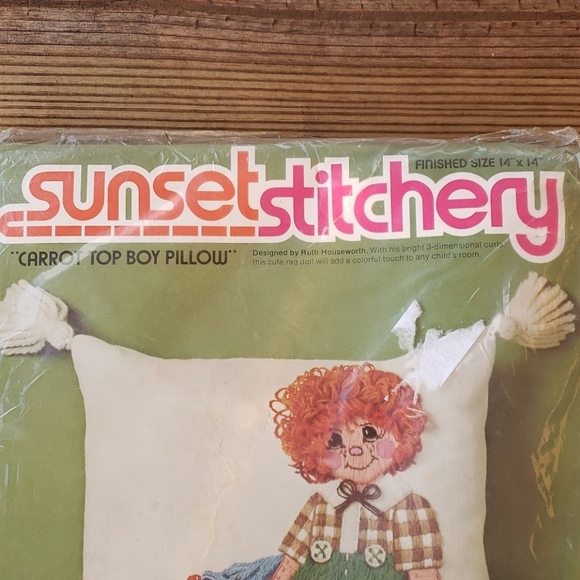 FINISHED SIZE 14" x 14"
sunset stitchery
"CARROT TOP BOY PILLOW"
Designed by Ruth Houseworth. With his bright 3-dimensional curls,
this cute rag doll will add a colorful touch to any child's room.